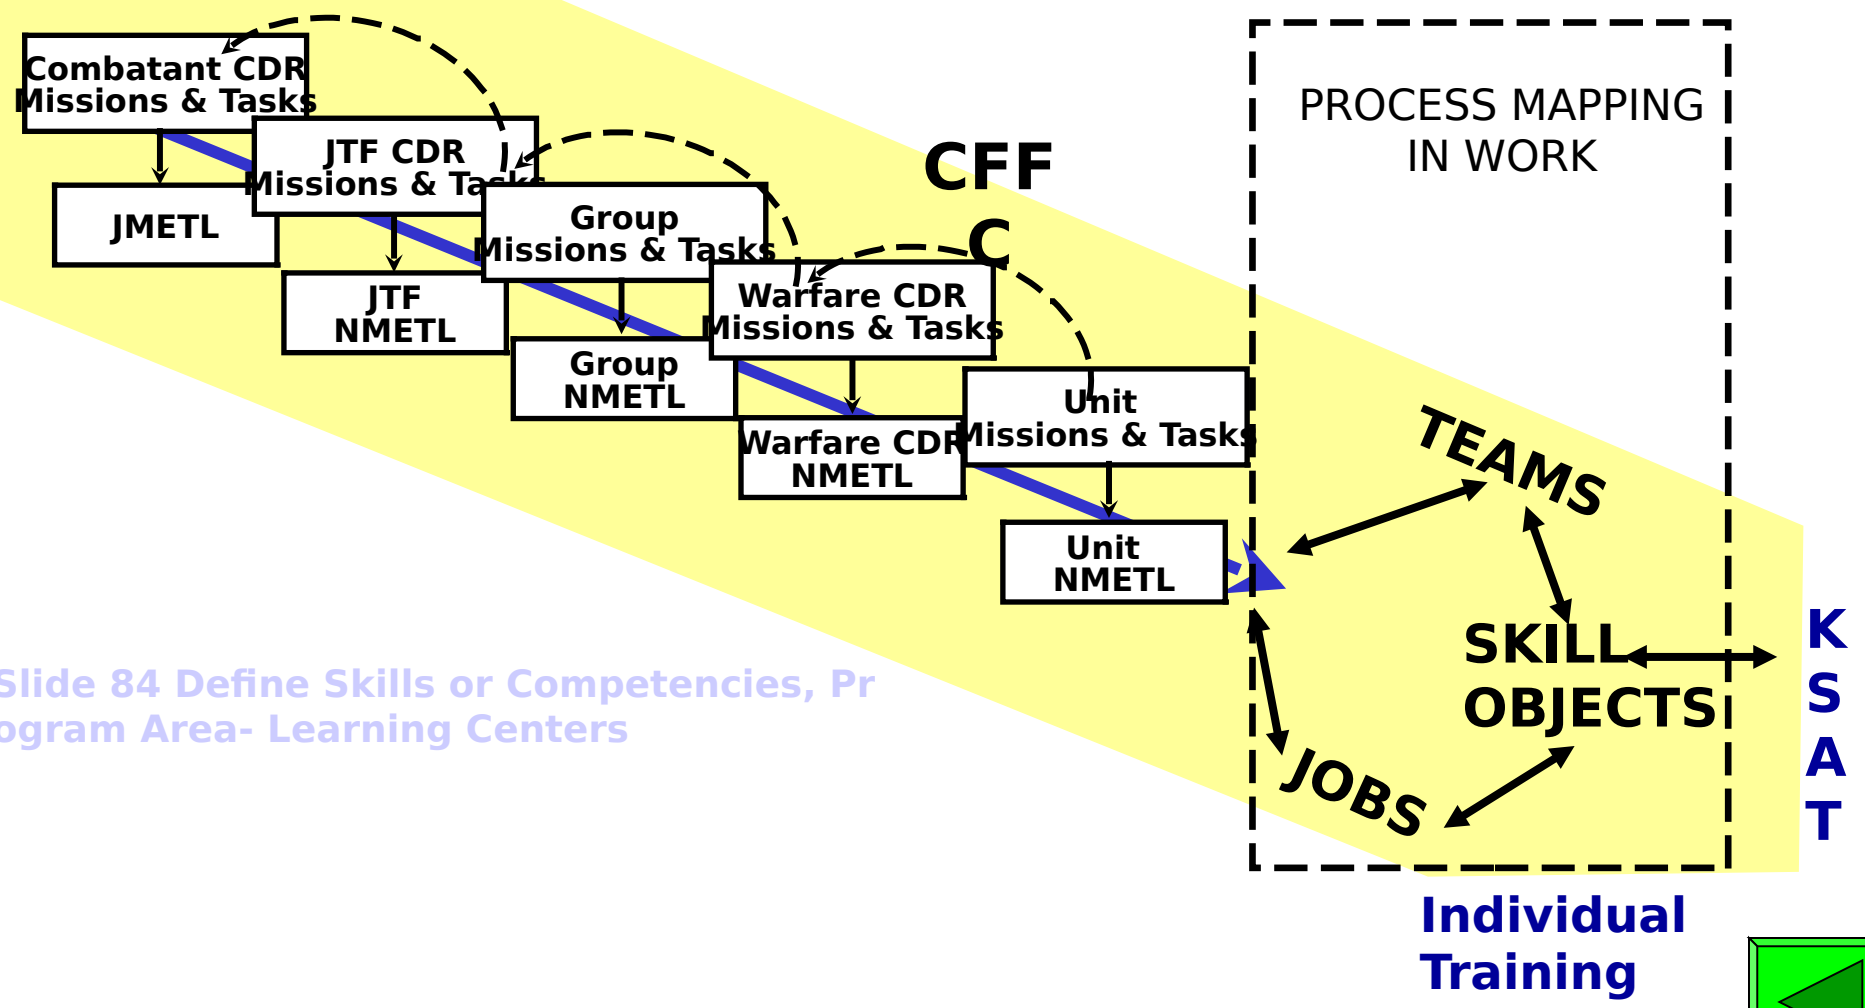 Combatant CDR
Missions & Tasks
JMETL
JTF CDR
Missions & Tasks
JTF
NMETL
Group
Missions & Tasks
Group
NMETL
CFF
C
Warfare CDR
Missions & Tasks
Warfare CDR
NMETL
Unit
Missions & Tasks
Unit
NMETL
PROCESS MAPPING
IN WORK
TEAMS
SKILL
OBJECTS
JOBS
K
S
A
T
Slide 84 Define Skills or Competencies, Pr
ogram Area- Learning Centers
Individual
Training